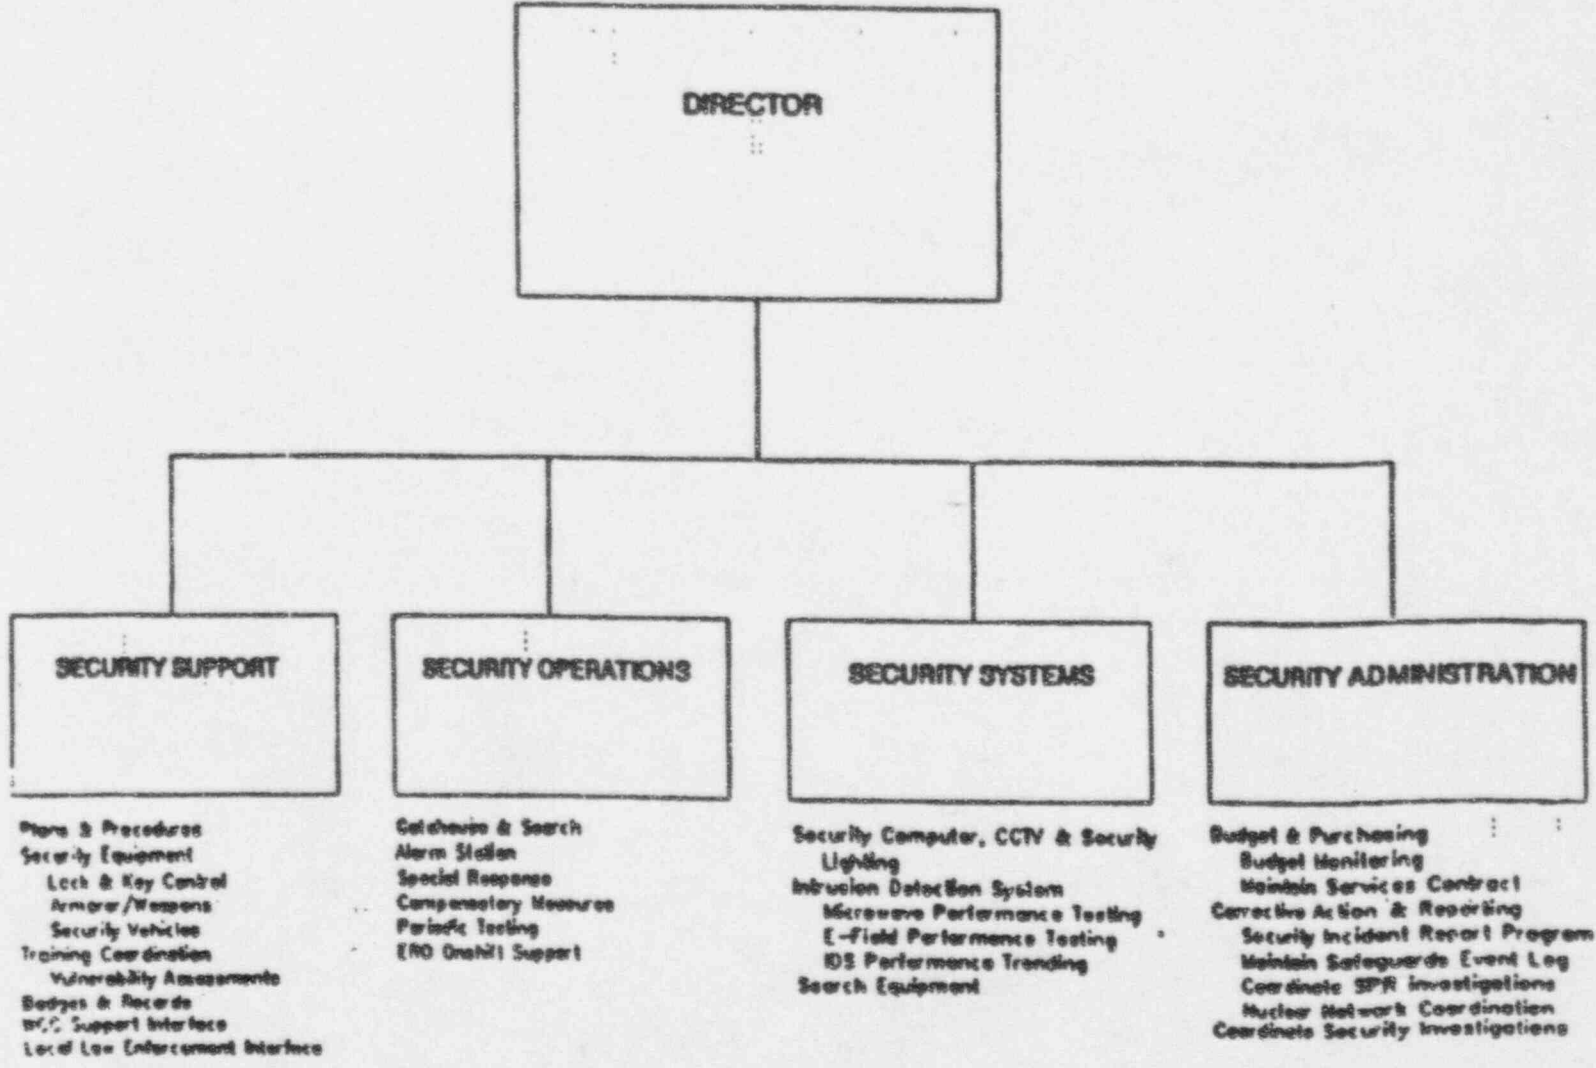 DIRECTOR
SECURITY SUPPORT
Plans & Procedures
Security Equipment
Lock & Key Control
Armorer/Weapons
Security Vehicles
Training Coordination
Vulnerability Assessments
Badges & Records
Support Interface
Local Law Enforcement Interface
SECURITY OPERATIONS
Gatehouse & Search
Alarm Station
Special Response
Compensatory Measures
Periodic Testing
ERO Onshift Support
SECURITY SYSTEMS
Security Computer, CCTV & Security
Lighting
Intrusion Detection System
Microwave Performance Testing
E-Field Performance Testing
IDS Performance Trending
Search Equipment
SECURITY ADMINISTRATION
Budget & Purchasing
Budget Monitoring
Maintain Services Contract
Corrective Action & Reporting
Security Incident Report Program
Maintain Safeguards Event Log
Coordinate SPR Investigations
Nuclear Network Coordination
Coordinate Security Investigations